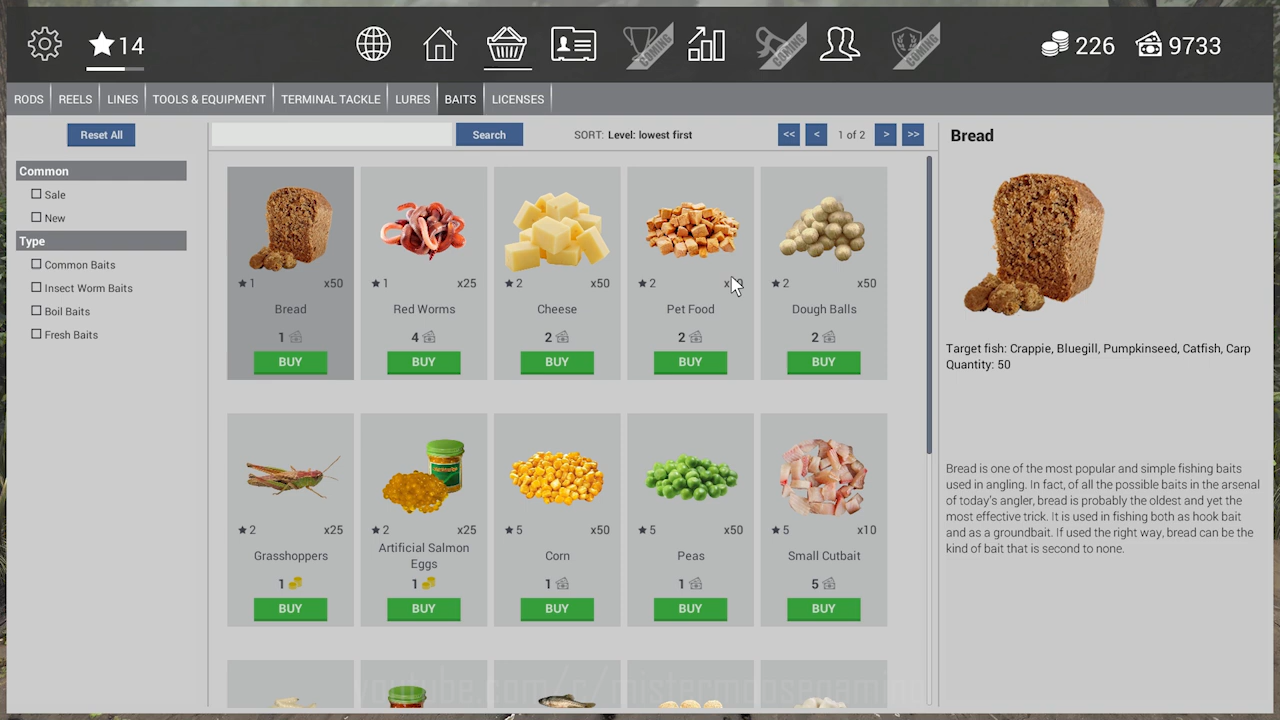 14
COMING
COMING
COMING
226
9733
RODS
REELS
LINES
TOOLS & EQUIPMENT
TERMINAL TACKLE
LURES
BAITS
LICENSES
Reset All
Search
SORT: Level: lowest first
<<
<
1 of 2
>
>>
Common
Sale
New
Type
Common Baits
Insect Worm Baits
Boil Baits
Fresh Baits
1 x50
Bread
1
BUY
1 x25
Red Worms
4
BUY
2 x50
Cheese
2
BUY
2
Pet Food
2
BUY
2 x50
Dough Balls
2
BUY
2 x25
Grasshoppers
1
BUY
2 x25
Artificial Salmon
Eggs
1
BUY
5 x50
Corn
1
BUY
5 x50
Peas
1
BUY
5 x10
Small Cutbait
5
BUY
youtube.com/c/mistermoosegaming
Bread
Target fish: Crappie, Bluegill, Pumpkinseed, Catfish, Carp
Quantity: 50
Bread is one of the most popular and simple fishing baits
used in angling. In fact, of all the possible baits in the arsenal
of today's angler, bread is probably the oldest and yet the
most effective trick. It is used in fishing both as hook bait
and as a groundbait. If used the right way, bread can be the
kind of bait that is second to none.